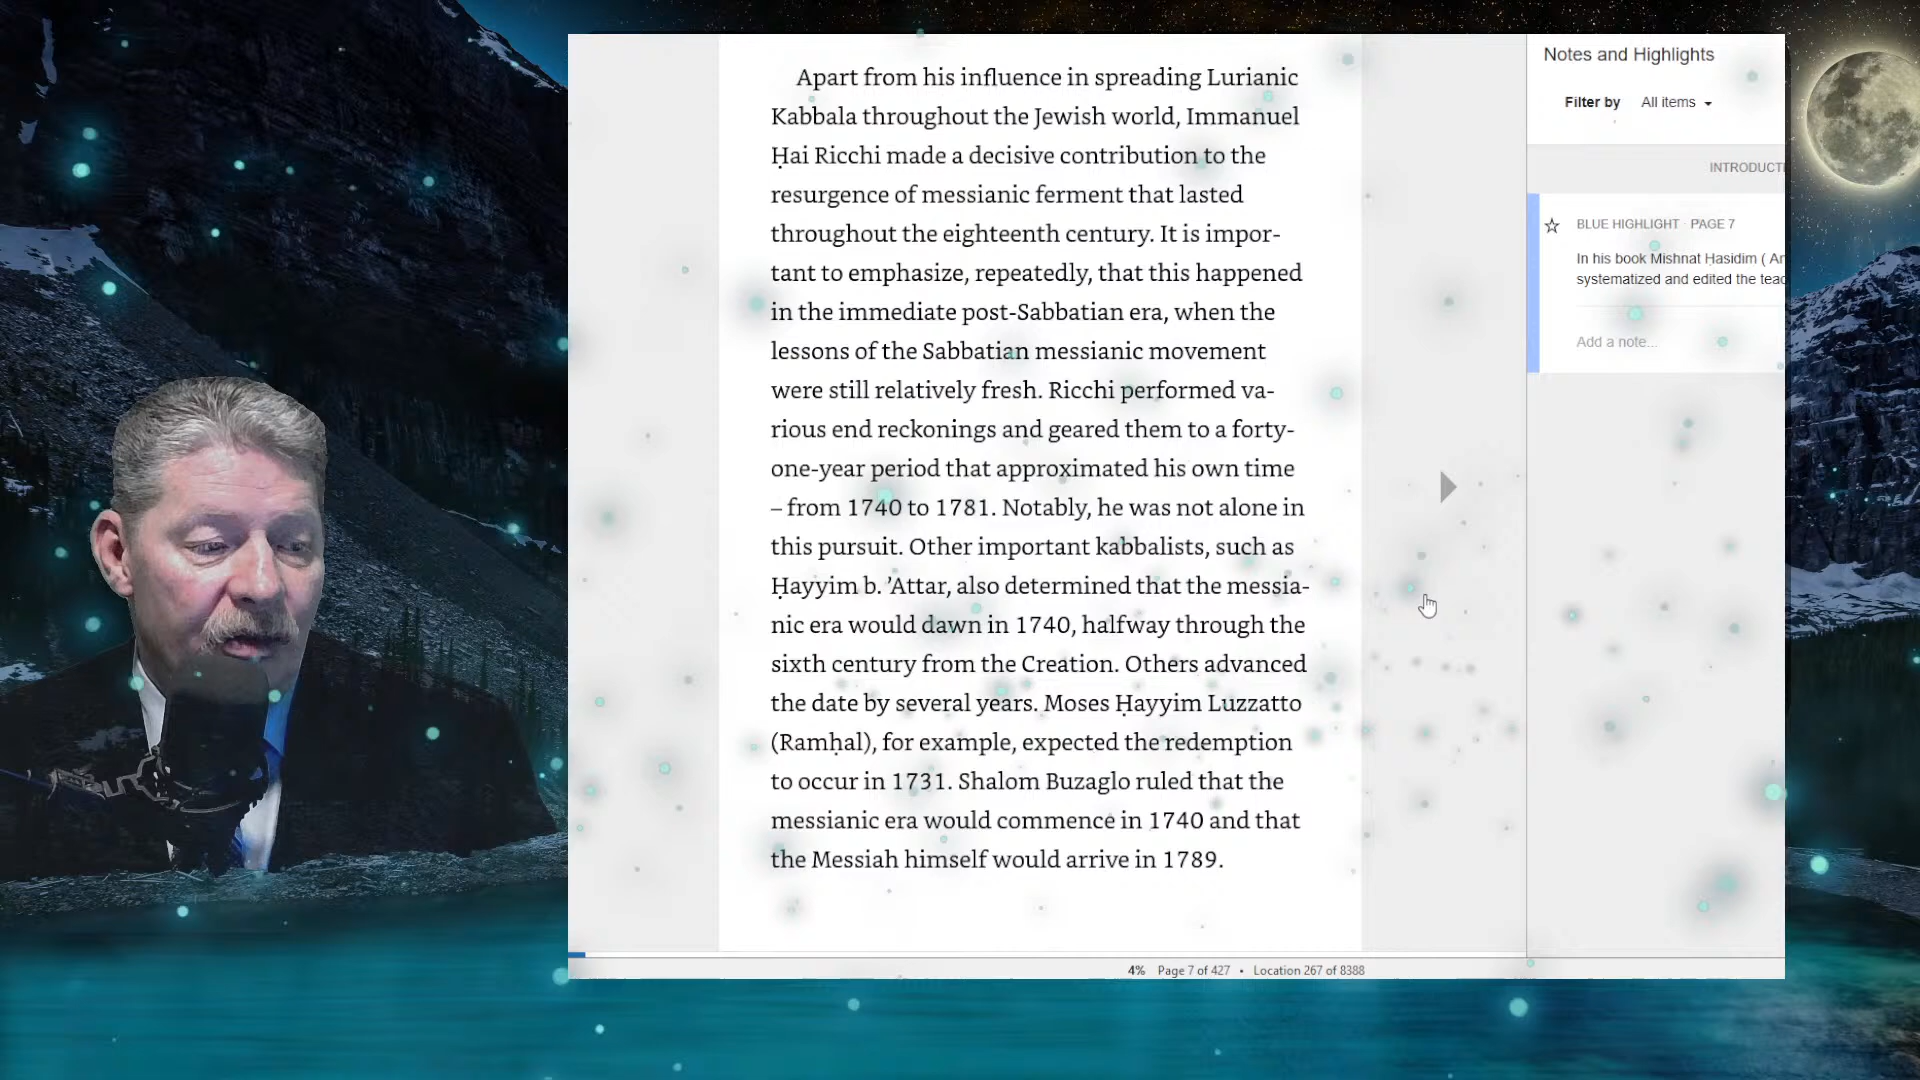 Apart from his influence in spreading Lurianic
Kabbala throughout the Jewish world, Immanuel
Ḥai Ricchi made a decisive contribution to the
resurgence of messianic ferment that lasted
throughout the eighteenth century. It is impor-
tant to emphasize, repeatedly, that this happened
in the immediate post-Sabbatian era, when the
lessons of the Sabbatian messianic movement
were still relatively fresh. Ricchi performed va-
rious end reckonings and geared them to a forty-
one-year period that approximated his own time
– from 1740 to 1781. Notably, he was not alone in
this pursuit. Other important kabbalists, such as
Ḥayyim b. ’Attar, also determined that the messia-
nic era would dawn in 1740, halfway through the
sixth century from the Creation. Others advanced
the date by several years. Moses Ḥayyim Luzzatto
(Ramḥal), for example, expected the redemption
to occur in 1731. Shalom Buzaglo ruled that the
messianic era would commence in 1740 and that
the Messiah himself would arrive in 1789.
4% Page 7 of 427 • Location 267 of 8388
Notes and Highlights
Filter by All items
INTRODUCTI
BLUE HIGHLIGHT · PAGE 7
In his book Mishnat Hasidim ( Am
systematized and edited the teac
Add a note...